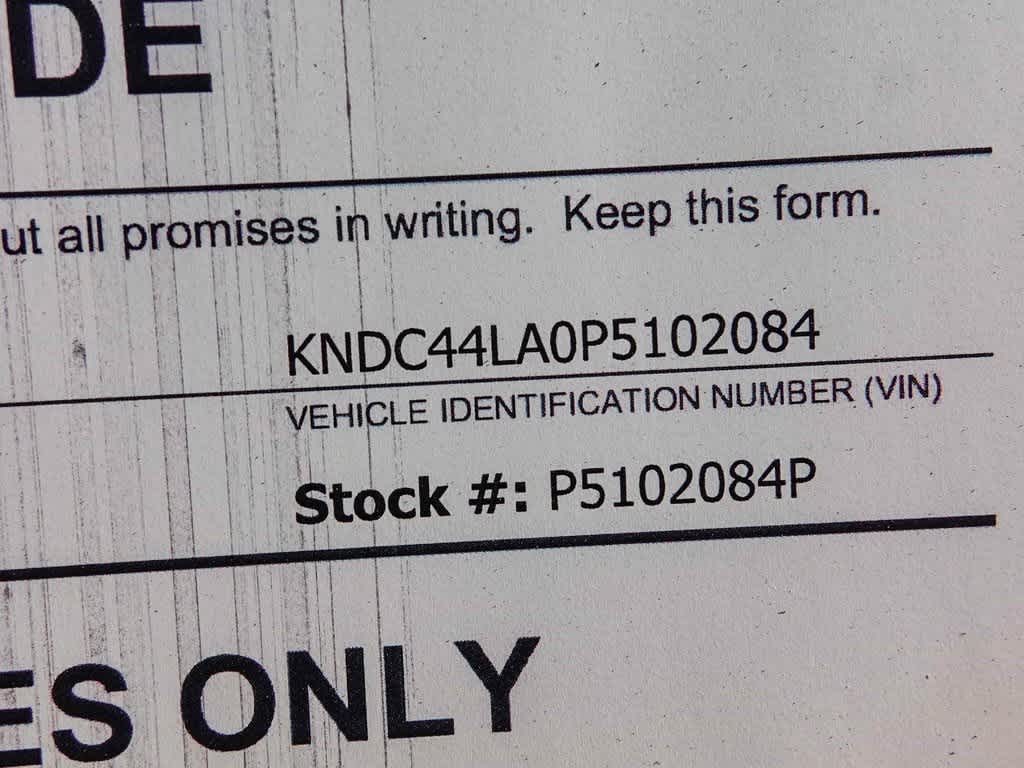 DE
ut all promises in writing. Keep this form.
KNDC44LA0P5102084
VEHICLE IDENTIFICATION NUMBER (VIN)
Stock #: P5102084P
ES ONLY